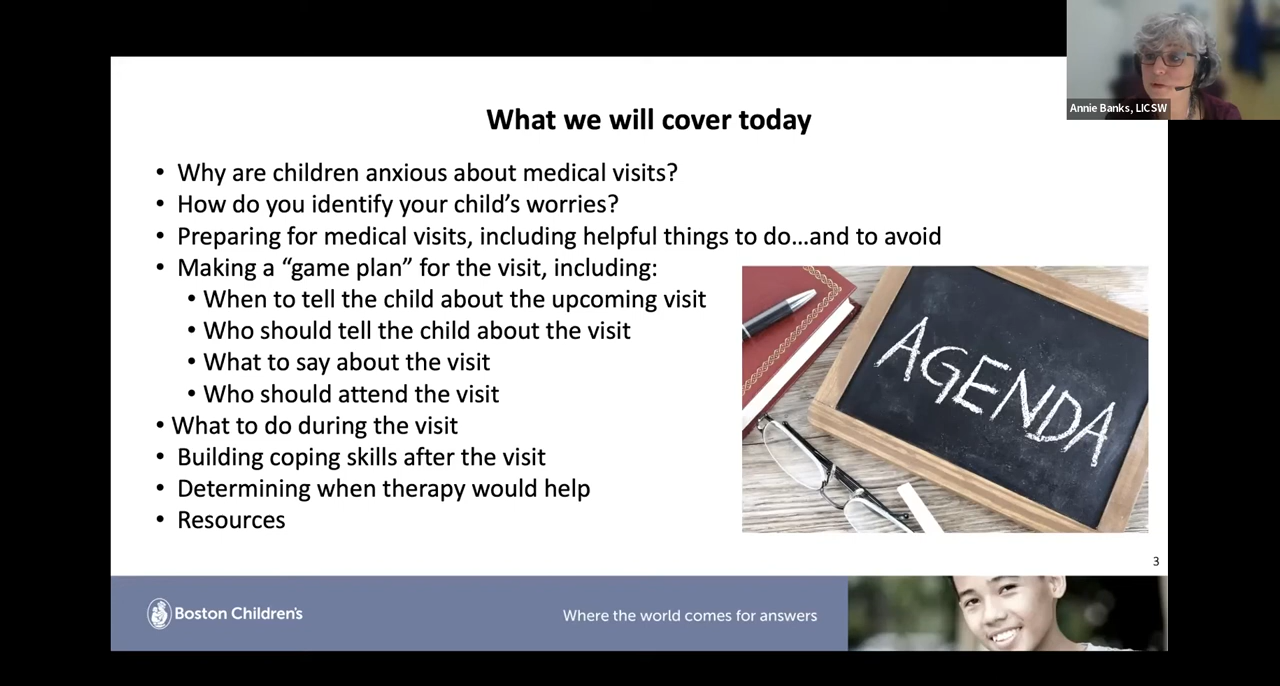 Annie Banks, LICSW
What we will cover today
• Why are children anxious about medical visits?
• How do you identify your child's worries?
• Preparing for medical visits, including helpful things to do...and to avoid
• Making a “game plan” for the visit, including:
• When to tell the child about the upcoming visit
• Who should tell the child about the visit
• What to say about the visit
• Who should attend the visit
• What to do during the visit
• Building coping skills after the visit
• Determining when therapy would help
• Resources
AGENDA
3
Boston Children's
Where the world comes for answers